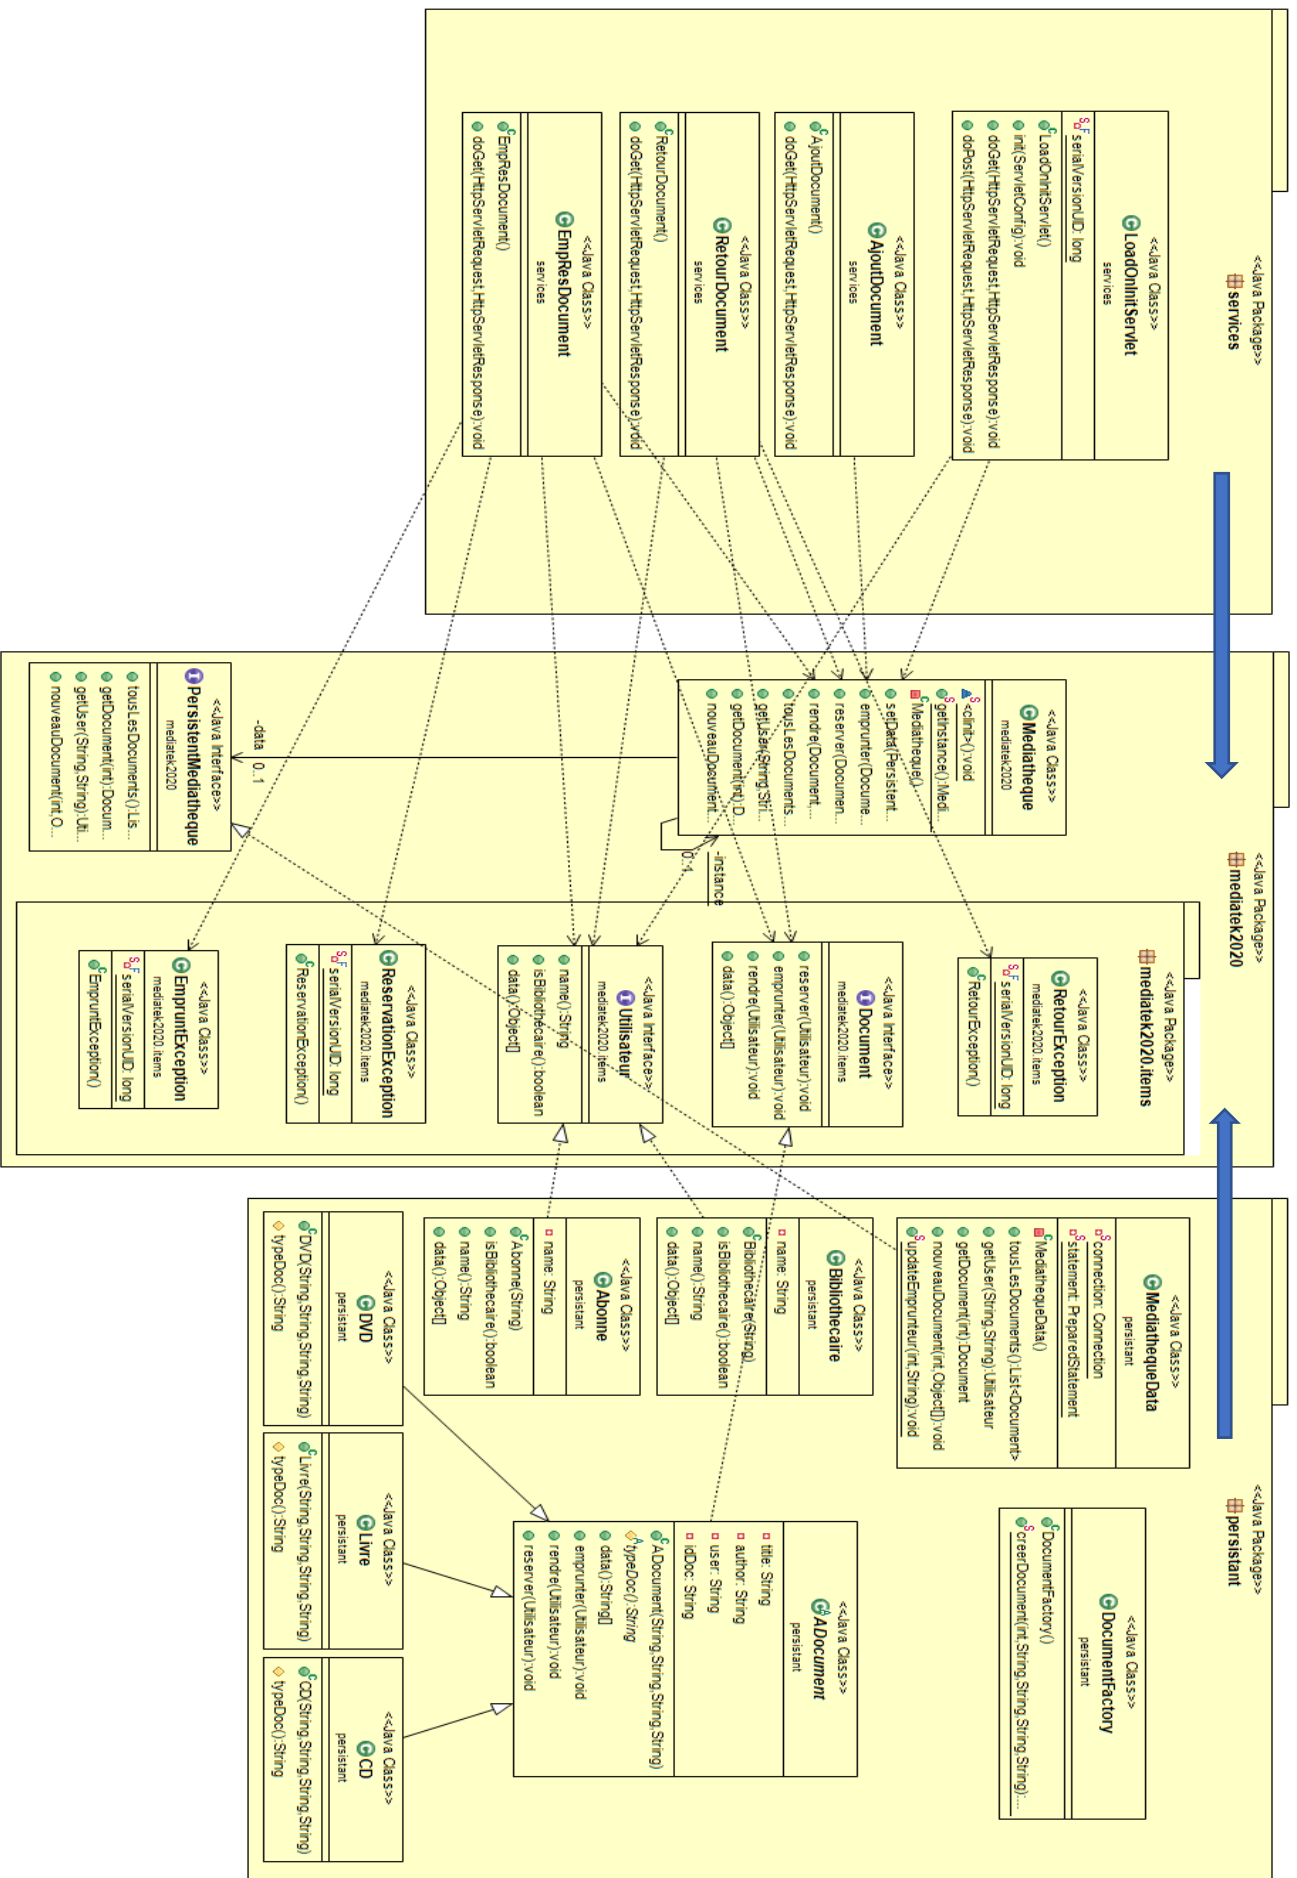 <<Java Package>>
services
<<Java Class>>
LoadOnInitServlet
services
serialVersionUID: long
LoadOnInitServlet()
init(ServletConfig):void
doGet(HttpServletRequest,HttpServletResponse):void
doPost(HttpServletRequest,HttpServletResponse):void
<<Java Class>>
AjoutDocument
services
AjoutDocument()
doGet(HttpServletRequest,HttpServletResponse):void
<<Java Class>>
RetourDocument
services
RetourDocument()
doGet(HttpServletRequest,HttpServletResponse):void
<<Java Class>>
EmpResDocument
services
EmpResDocument()
doGet(HttpServletRequest,HttpServletResponse):void
<<Java Package>>
mediatek2020
<<Java Class>>
Mediatheque
mediatek2020
<clinit>():void
getInstance():Medi...
Mediatheque()
setData(Persistent...
emprunter(Docume...
reserver(Documen...
rendre(Document,...
tousLesDocuments...
getUser(String,Stri...
getDocument(int):D...
nouveauDocument...
-instance
0..1
-data 0..1
<<Java Interface>>
PersistentMediatheque
mediatek2020
tousLesDocuments():Lis...
getDocument(int):Docum...
getUser(String,String):Uti...
nouveauDocument(int,O...
<<Java Package>>
mediatek2020.items
<<Java Class>>
RetourException
mediatek2020.items
serialVersionUID: long
RetourException()
<<Java Interface>>
Document
mediatek2020.items
reserver(Utilisateur):void
emprunter(Utilisateur):void
rendre(Utilisateur):void
data():Object[]
<<Java Interface>>
Utilisateur
mediatek2020.items
name():String
isBibliothécaire():boolean
data():Object[]
<<Java Class>>
ReservationException
mediatek2020.items
serialVersionUID: long
ReservationException()
<<Java Class>>
EmpruntException
mediatek2020.items
serialVersionUID: long
EmpruntException()
<<Java Package>>
persistant
<<Java Class>>
MediathequeData
persistant
connection: Connection
statement: PreparedStatement
MediathequeData()
tousLesDocuments():List<Document>
getUser(String,String):Utilisateur
getDocument(int):Document
nouveauDocument(int,Object[]):void
updateEmprunteur(int,String):void
<<Java Class>>
DocumentFactory
persistant
DocumentFactory()
creerDocument(int,String,String,String,String):...
<<Java Class>>
Bibliothecaire
persistant
name: String
Bibliothecaire(String)
isBibliothecaire():boolean
name():String
data():Object[]
<<Java Class>>
Abonne
persistant
name: String
Abonne(String)
isBibliothecaire():boolean
name():String
data():Object[]
<<Java Class>>
ADocument
persistant
title: String
author: String
user: String
idDoc: String
ADocument(String,String,String,String)
typeDoc():String
data():String[]
emprunter(Utilisateur):void
rendre(Utilisateur):void
reserver(Utilisateur):void
<<Java Class>>
DVD
persistant
DVD(String,String,String,String)
typeDoc():String
<<Java Class>>
Livre
persistant
Livre(String,String,String,String)
typeDoc():String
<<Java Class>>
CD
persistant
CD(String,String,String,String)
typeDoc():String